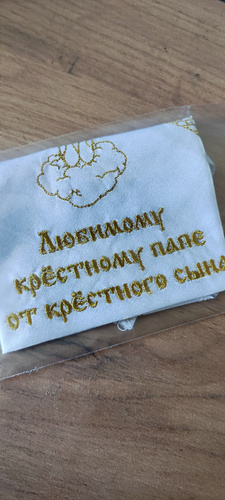 Любимому
крёстному папе
от крёстного сына